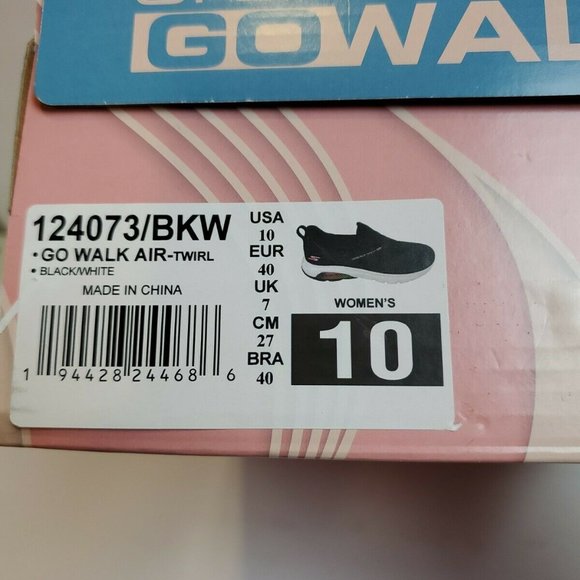 GOWAL
124073/BKW
• GO WALK AIR-TWIRL
• BLACK/WHITE
MADE IN CHINA
1 94428 24468 6
USA
10
EUR
40
UK
7
CM
27
BRA
40
WOMEN'S
10